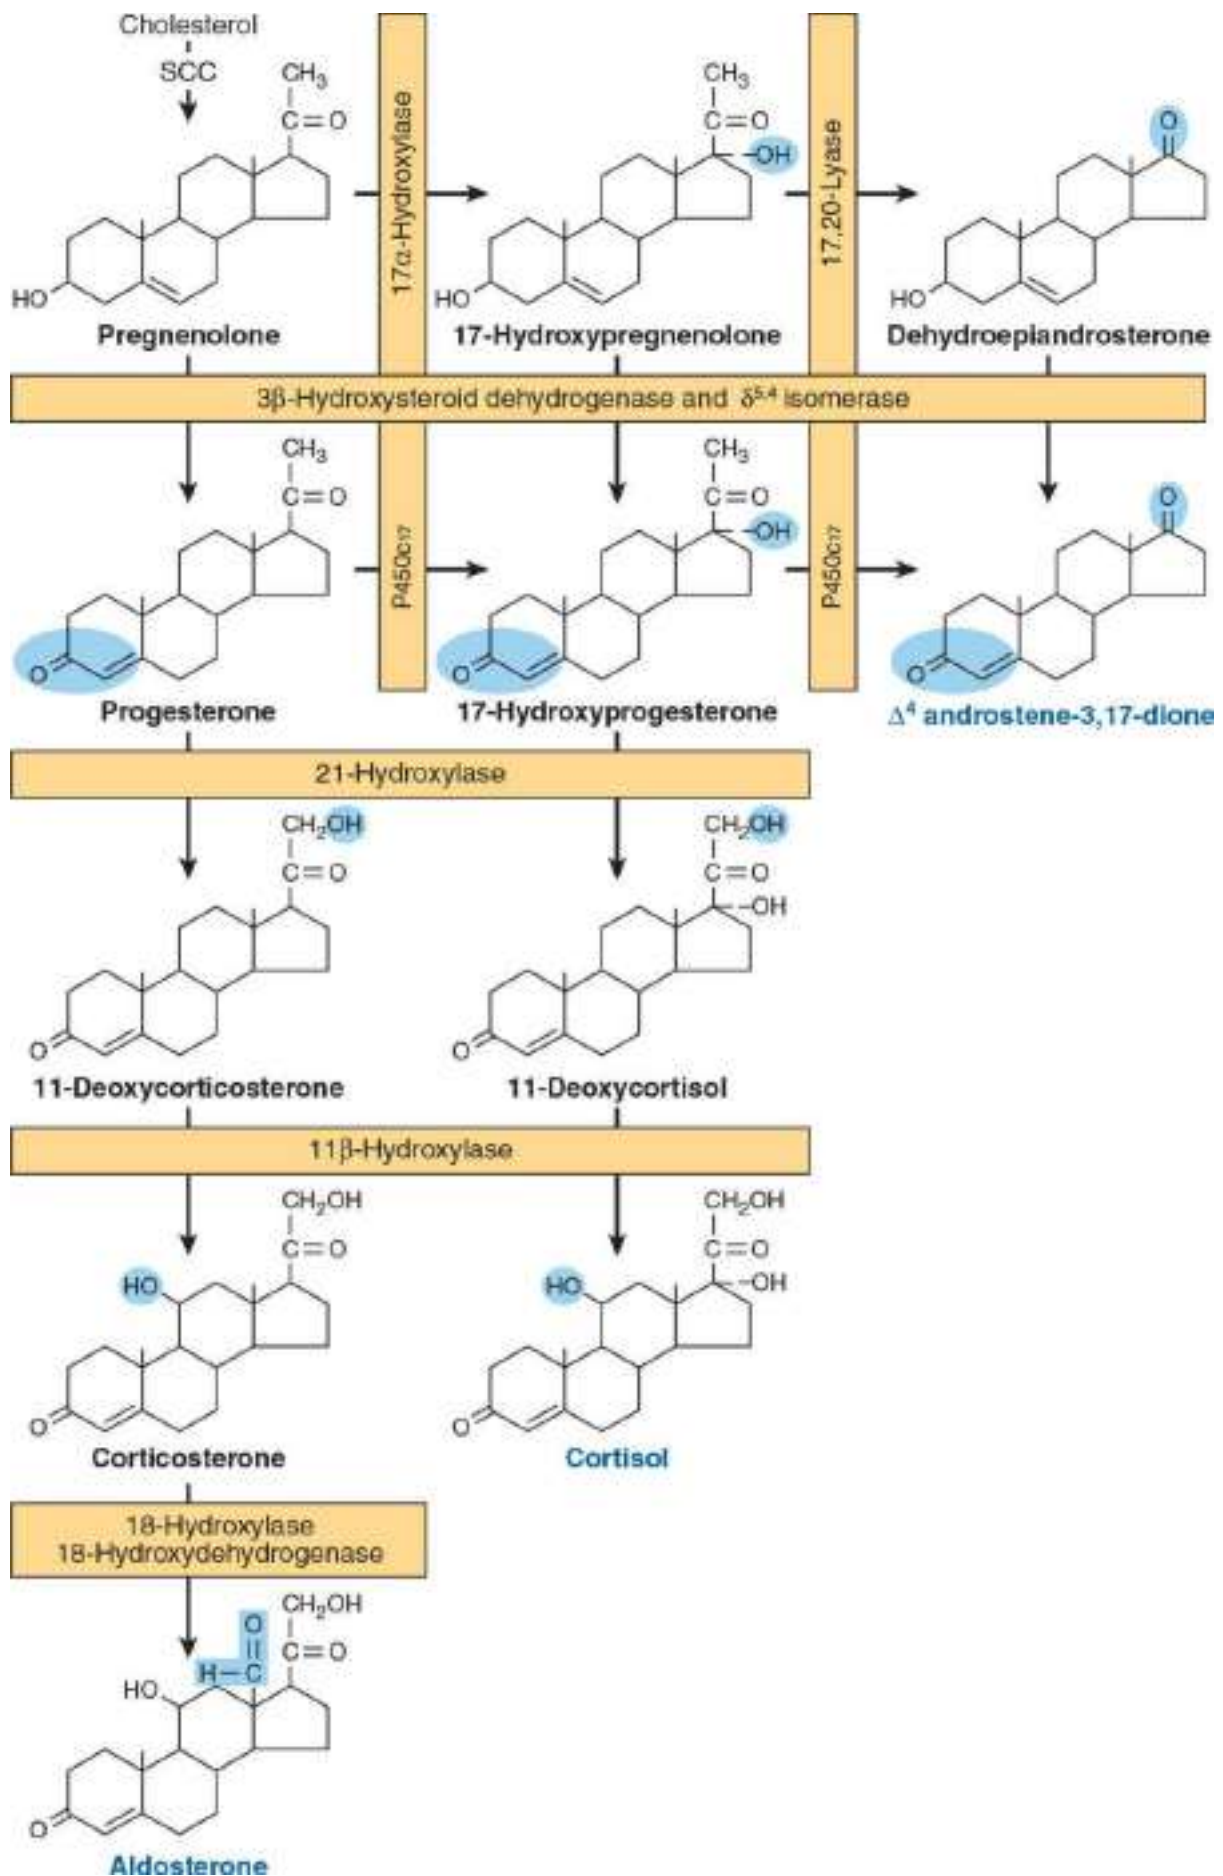 Cholesterol
SCC
CH₃
C=O
HO
Pregnenolone
17α-Hydroxylase
CH₃
C=O
OH
HO
17-Hydroxypregnenolone
17,20-Lyase
O
HO
Dehydroepiandrosterone
3β-Hydroxysteroid dehydrogenase and δ⁵,⁴ isomerase
CH₃
C=O
O
Progesterone
P450c17
CH₃
C=O
OH
O
17-Hydroxyprogesterone
P450c17
O
O
Δ⁴ androstene-3,17-dione
21-Hydroxylase
CH₂OH
C=O
O
11-Deoxycorticosterone
CH₂OH
C=O
OH
O
11-Deoxycortisol
11β-Hydroxylase
CH₂OH
C=O
HO
O
Corticosterone
CH₂OH
C=O
HO
OH
O
Cortisol
18-Hydroxylase
18-Hydroxydehydrogenase
CH₂OH
O
C=O
H–C
HO
O
Aldosterone